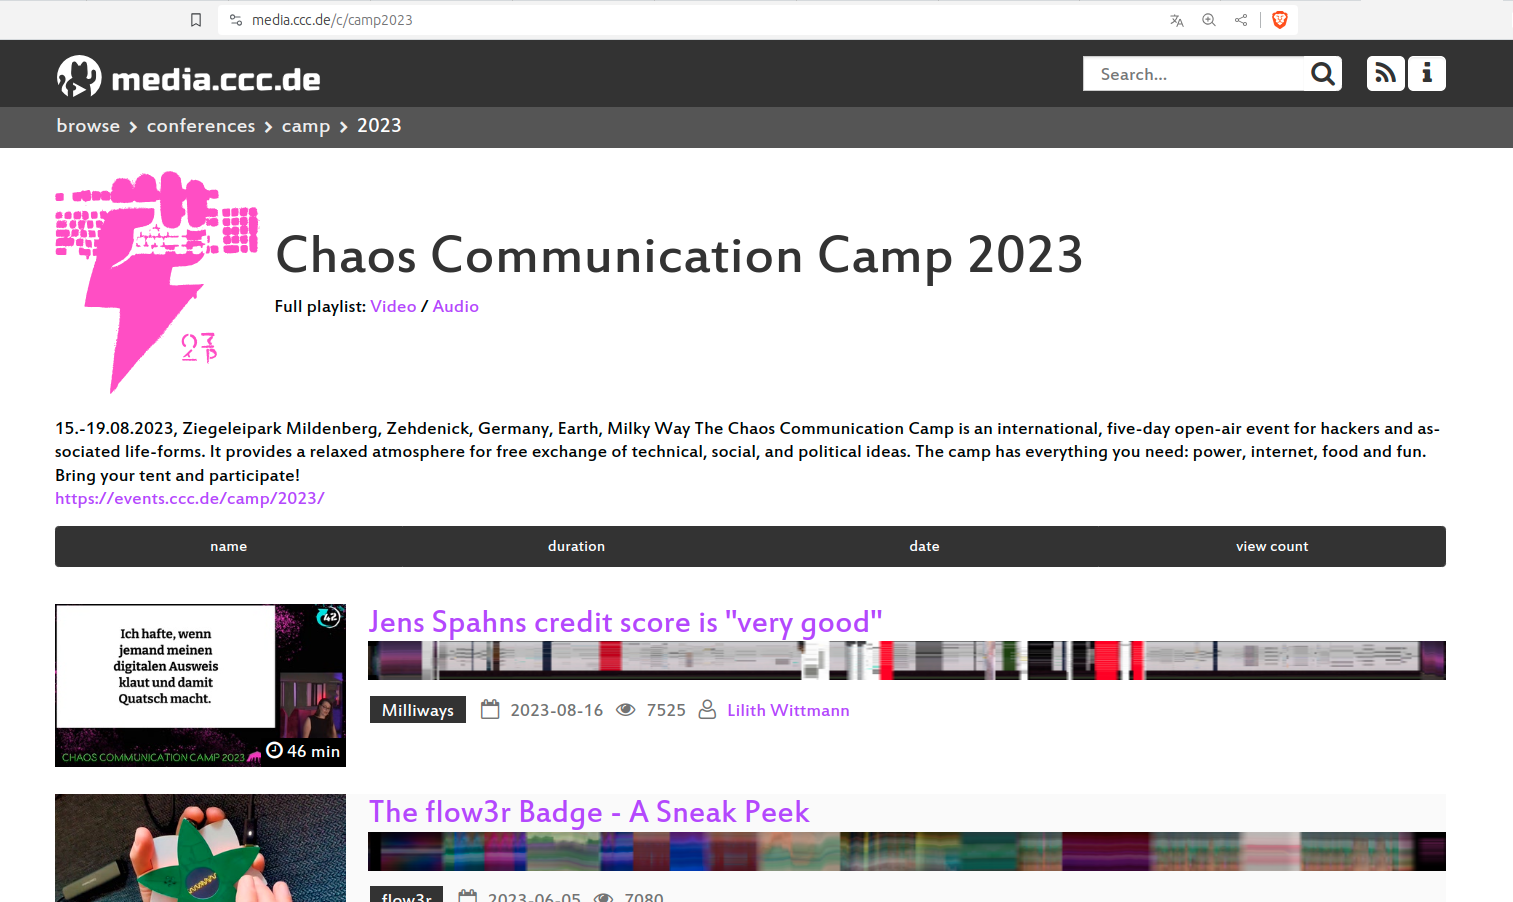 media.ccc.de/c/camp2023
media.ccc.de
Search...
browse > conferences > camp > 2023
Chaos Communication Camp 2023
Full playlist: Video / Audio
15.-19.08.2023, Ziegeleipark Mildenberg, Zehdenick, Germany, Earth, Milky Way The Chaos Communication Camp is an international, five-day open-air event for hackers and as-
sociated life-forms. It provides a relaxed atmosphere for free exchange of technical, social, and political ideas. The camp has everything you need: power, internet, food and fun.
Bring your tent and participate!
https://events.ccc.de/camp/2023/
name duration date view count
42
Ich hafte, wenn
jemand meinen
digitalen Ausweis
klaut und damit
Quatsch macht.
CHAOS COMMUNICATION CAMP 2023
46 min
Jens Spahns credit score is "very good"
Milliways 2023-08-16 7525 Lilith Wittmann
The flow3r Badge - A Sneak Peek
flow3r 2023-06-05 7080